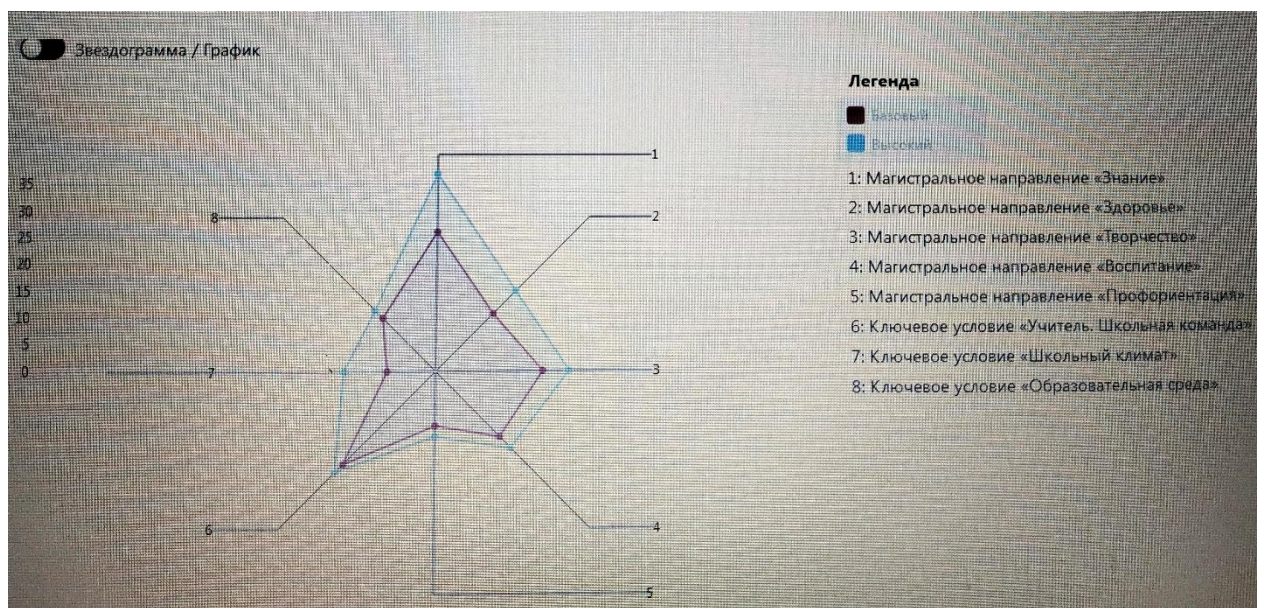 Звездограмма / График
Легенда
Базовый
Высокий
1: Магистральное направление «Знание»
2: Магистральное направление «Здоровье»
3: Магистральное направление «Творчество»
4: Магистральное направление «Воспитание»
5: Магистральное направление «Профориентация»
6: Ключевое условие «Учитель. Школьная команда»
7: Ключевое условие «Школьный климат»
8: Ключевое условие «Образовательная среда»
35
30
25
20
15
10
5
0
1
2
3
4
5
6
7
8